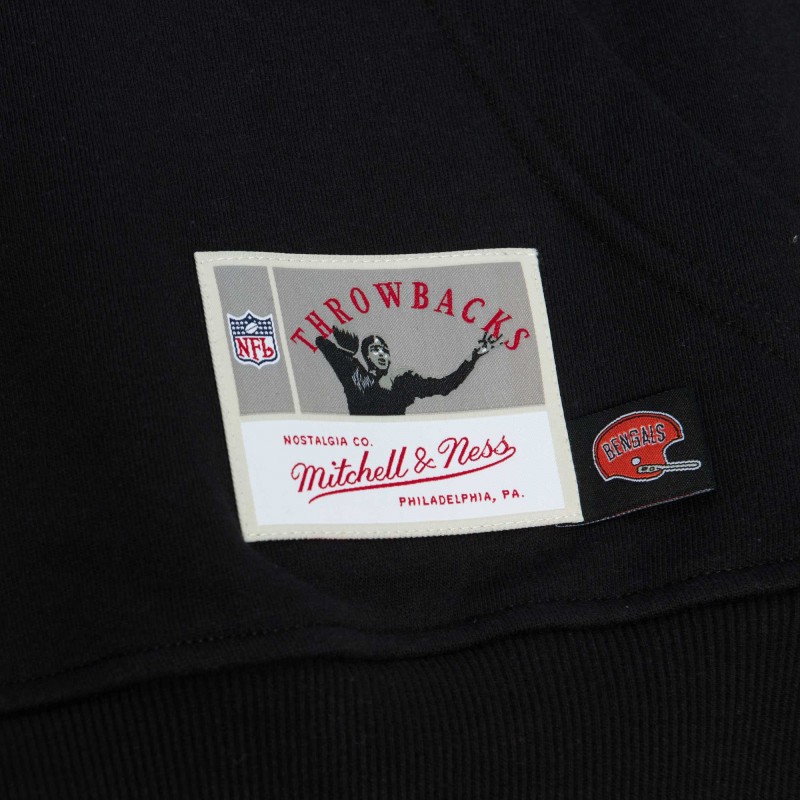 THROWBACKS
NFL
NOSTALGIA CO.
Mitchell & Ness
PHILADELPHIA, PA.
BENGALS